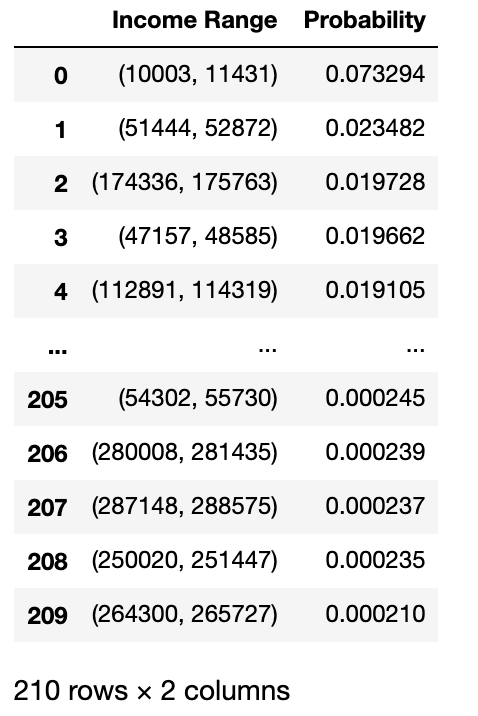 Income Range Probability
0 (10003, 11431) 0.073294
1 (51444, 52872) 0.023482
2 (174336, 175763) 0.019728
3 (47157, 48585) 0.019662
4 (112891, 114319) 0.019105
... ... ...
205 (54302, 55730) 0.000245
206 (280008, 281435) 0.000239
207 (287148, 288575) 0.000237
208 (250020, 251447) 0.000235
209 (264300, 265727) 0.000210
210 rows × 2 columns